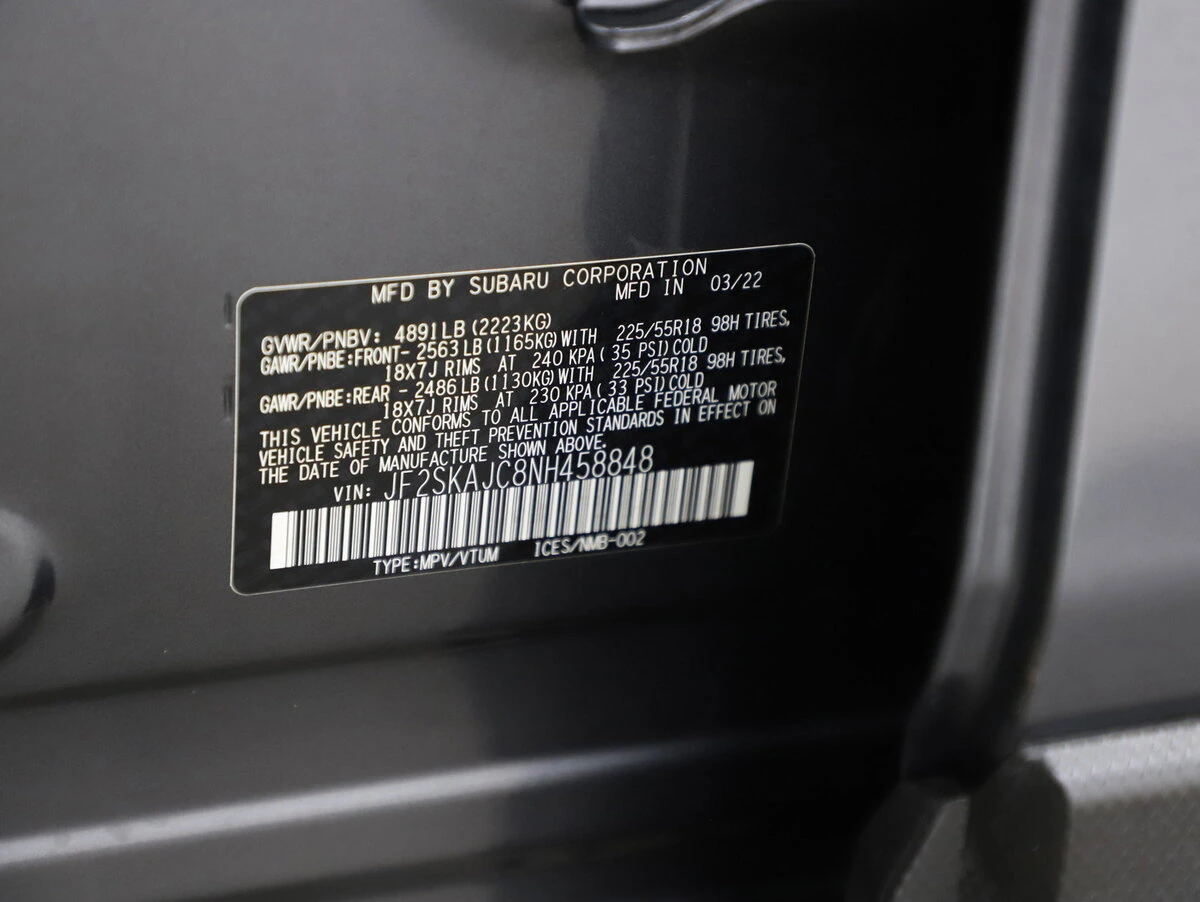 MFD BY SUBARU CORPORATION
MFD IN 03/22
GVWR/PNBV: 4891LB(2223KG)
GAWR/PNBE:FRONT- 2563LB(1165KG)WITH 225/55R18 98H TIRES,
18X7J RIMS AT 240 KPA( 35 PSI)COLD
GAWR/PNBE:REAR - 2486LB(1130KG)WITH 225/55R18 98H TIRES,
18X7J RIMS AT 230 KPA( 33 PSI)COLD
THIS VEHICLE CONFORMS TO ALL APPLICABLE FEDERAL MOTOR
VEHICLE SAFETY AND THEFT PREVENTION STANDARDS IN EFFECT ON
THE DATE OF MANUFACTURE SHOWN ABOVE.
VIN: JF2SKAJC8NH458848
TYPE:MPV/VTUM ICES/NMB-002